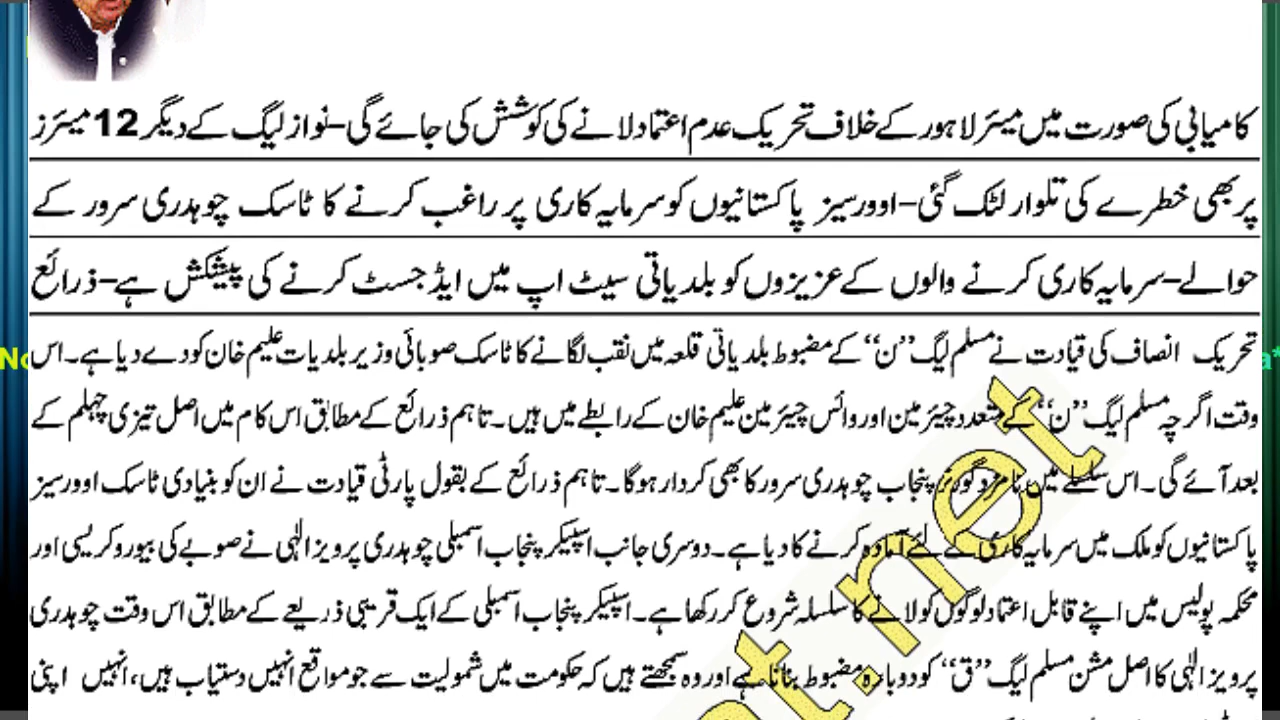 کامیابی کی صورت میں میئر لاہور کے خلاف تحریک عدم اعتماد لانے کی کوشش کی جائے گی-نواز لیگ کے دیگر 12 میئرز
پر بھی خطرے کی تلوار لٹک گئی-اوورسیز پاکستانیوں کو سرمایہ کاری پر راغب کرنے کا ٹاسک چوہدری سرور کے
حوالے-سرمایہ کاری کرنے والوں کے عزیزوں کو بلدیاتی سیٹ اپ میں ایڈجسٹ کرنے کی پیشکش ہے-ذرائع
تحریک انصاف کی قیادت نے مسلم لیگ ”ن“ کے مضبوط بلدیاتی قلعہ میں نقب لگانے کا ٹاسک صوبائی وزیر بلدیات علیم خان کو دے دیا ہے۔ اس
وقت اگرچہ مسلم لیگ ”ن“ کے متعدد چیئرمین اور وائس چیئرمین علیم خان کے رابطے میں ہیں۔ تاہم ذرائع کے مطابق اس کام میں اصل تیزی چہلم کے
بعد آئے گی۔ اس سلسلے میں نامزد گورنر پنجاب چوہدری سرور کا بھی کردار ہوگا۔ تاہم ذرائع کے بقول پارٹی قیادت نے ان کو بنیادی ٹاسک اوورسیز
پاکستانیوں کو ملک میں سرمایہ کاری کے لئے آمادہ کرنے کا دیا ہے۔ دوسری جانب اسپیکر پنجاب اسمبلی چوہدری پرویز الٰہی نے صوبے کی بیوروکریسی اور
محکمہ پولیس میں اپنے قابل اعتماد لوگوں کو لانے کا سلسلہ شروع کر رکھا ہے۔ اسپیکر پنجاب اسمبلی کے ایک قریبی ذریعے کے مطابق اس وقت چوہدری
پرویز الٰہی کا اصل مشن مسلم لیگ ”ق“ کو دوبارہ مضبوط بنانا ہے اور وہ سمجھتے ہیں کہ حکومت میں شمولیت سے جو مواقع انہیں دستیاب ہیں، انہیں اپنی
t.net
No
a*